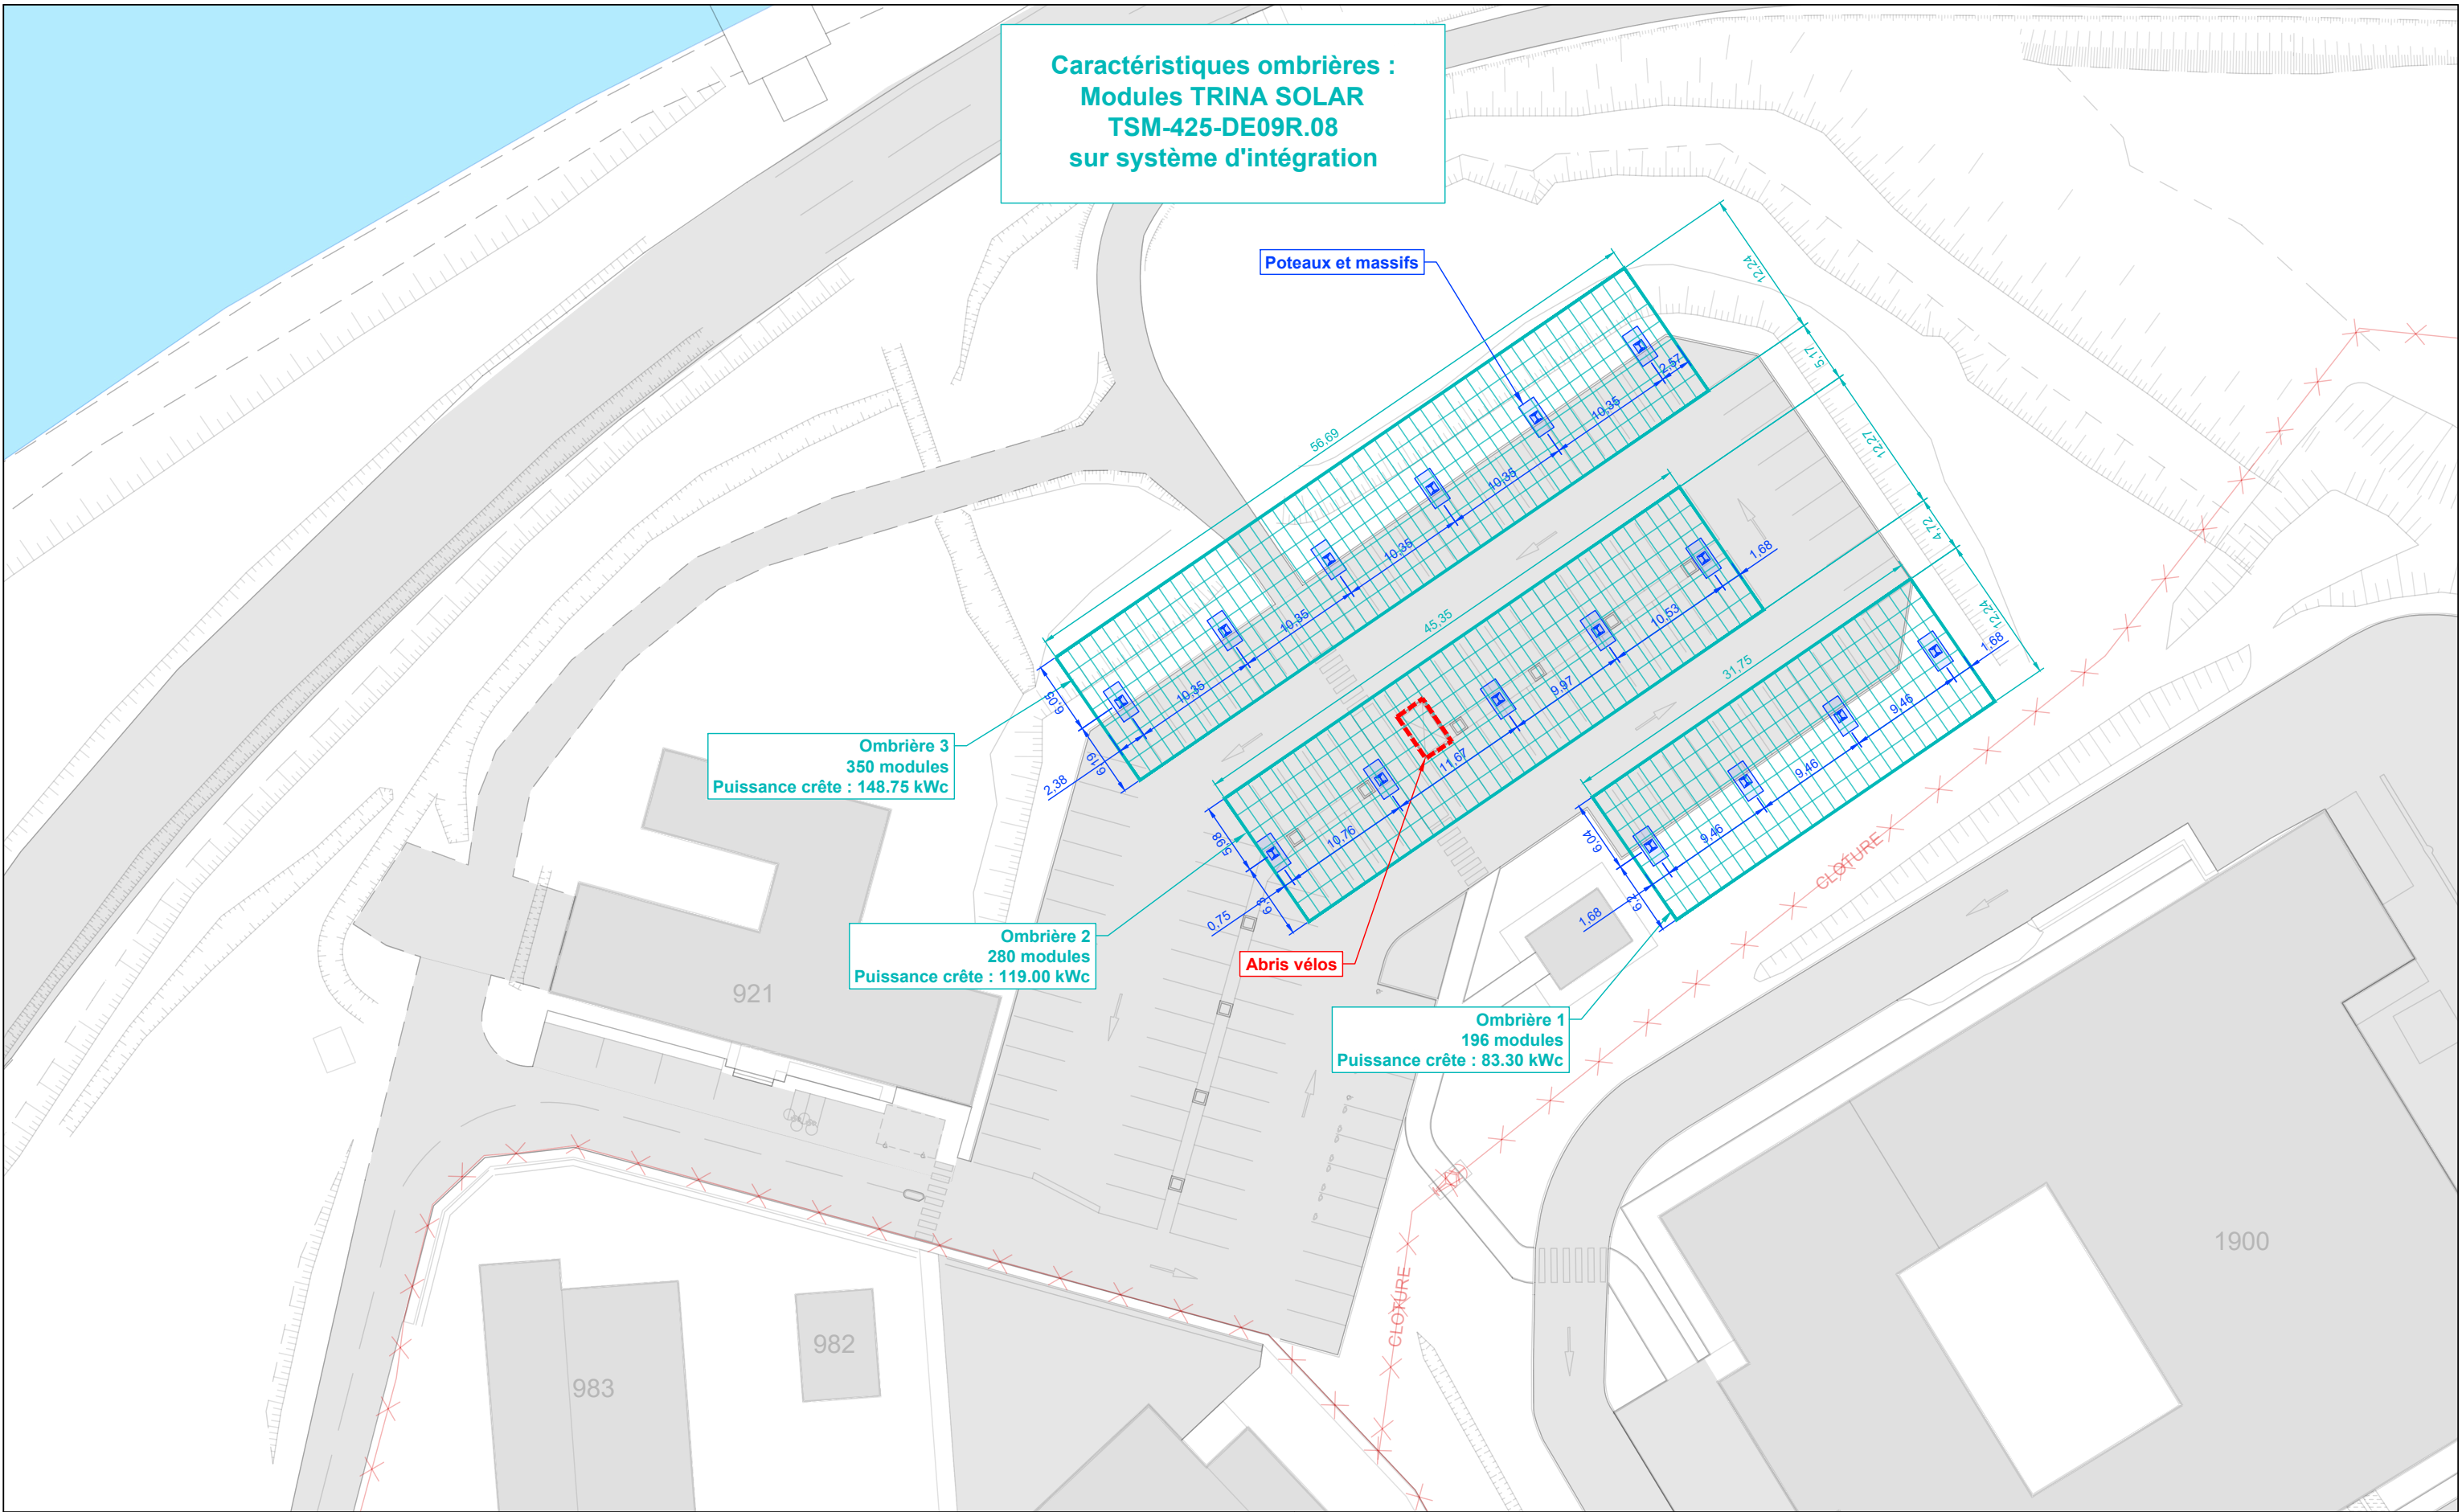 Caractéristiques ombrières :
Modules TRINA SOLAR
TSM-425-DE09R.08
sur système d'intégration
Poteaux et massifs
12,24
5,17
12,27
4,72
12,24
56,69
2,57
10,35
10,35
10,35
10,35
10,35
6,05
6,19
2,38
45,35
1,68
10,53
9,97
11,67
10,76
5,98
6,3
0,75
31,75
1,68
9,46
9,46
9,46
6,04
6,2
1,68
Ombrière 3
350 modules
Puissance crête : 148.75 kWc
Ombrière 2
280 modules
Puissance crête : 119.00 kWc
Abris vélos
Ombrière 1
196 modules
Puissance crête : 83.30 kWc
CLOTURE
CLOTURE
921
1900
982
983